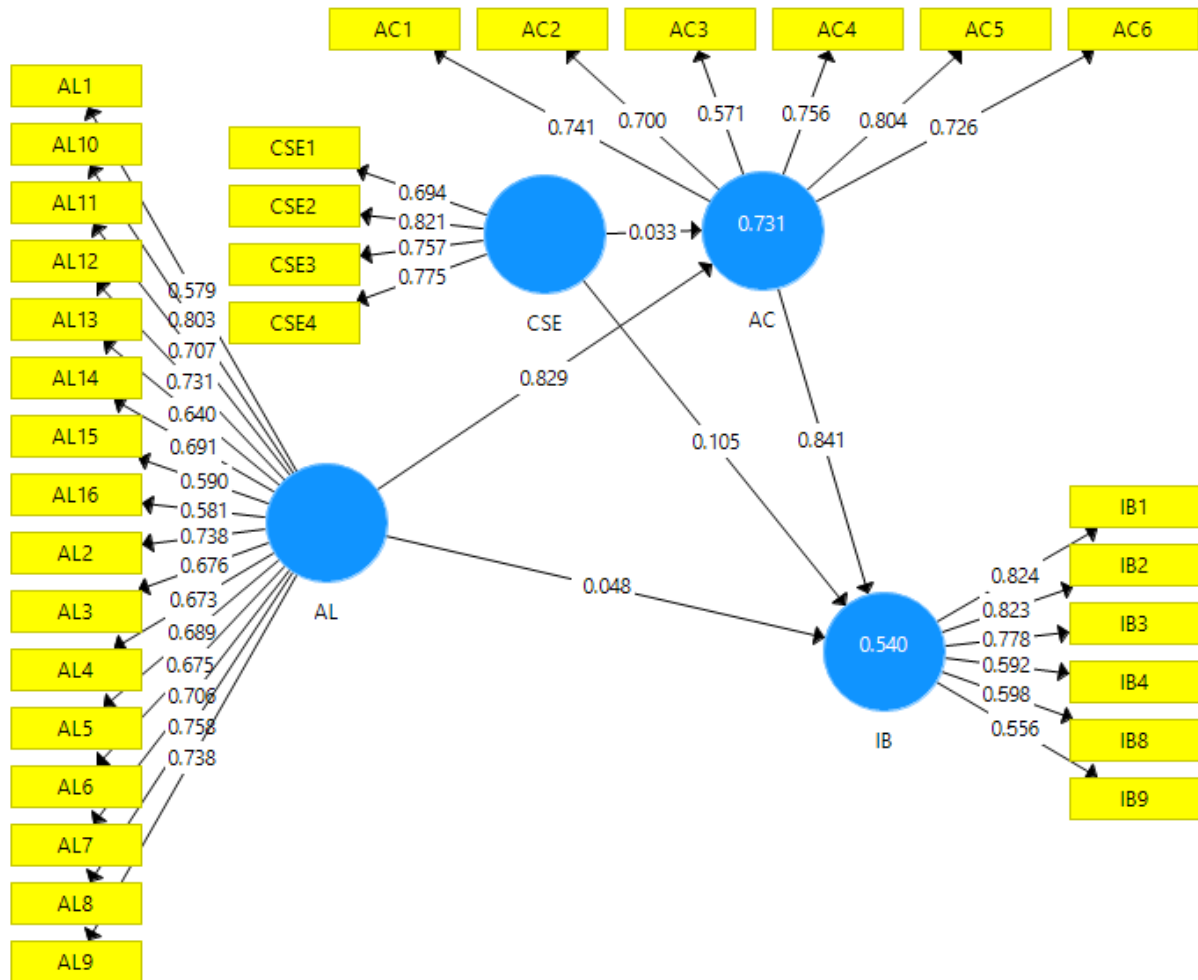 AC1
AC2
AC3
AC4
AC5
AC6
0.741
0.700
0.571
0.756
0.804
0.726
AL1
AL10
AL11
AL12
AL13
AL14
AL15
AL16
AL2
AL3
AL4
AL5
AL6
AL7
AL8
AL9
0.579
0.803
0.707
0.731
0.640
0.691
0.590
0.581
0.738
0.676
0.673
0.689
0.675
0.706
0.758
0.738
AL
CSE1
CSE2
CSE3
CSE4
0.694
0.821
0.757
0.775
CSE
0.033
0.731
AC
0.829
0.105
0.841
0.048
0.540
IB
0.824
0.823
0.778
0.592
0.598
0.556
IB1
IB2
IB3
IB4
IB8
IB9